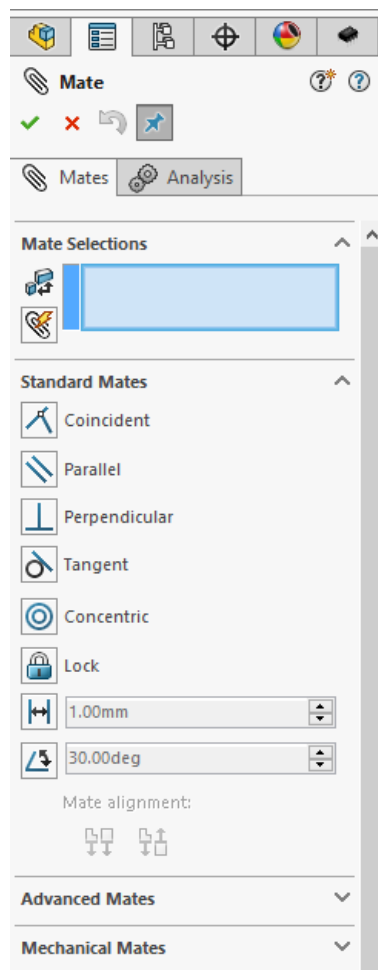 Mate
Mates
Analysis
Mate Selections
Standard Mates
Coincident
Parallel
Perpendicular
Tangent
Concentric
Lock
1.00mm
30.00deg
Mate alignment:
Advanced Mates
Mechanical Mates